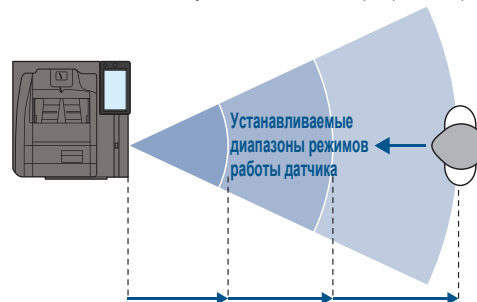 Устанавливаемые
диапазоны режимов
работы датчика